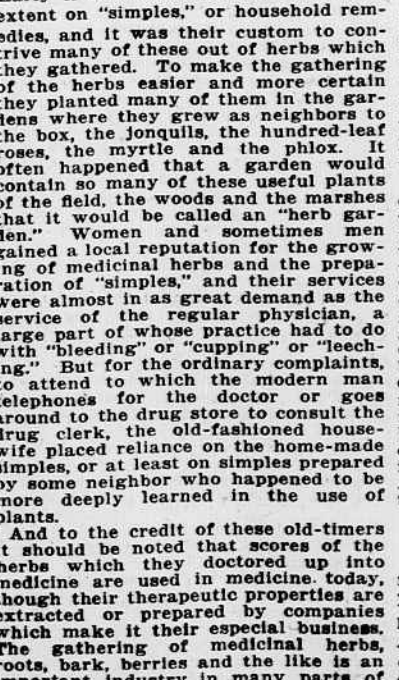 extent on "simples," or household rem-
edies, and it was their custom to con-
trive many of these out of herbs which
they gathered. To make the gathering
of the herbs easier and more certain
they planted many of them in the gar-
dens where they grew as neighbors to
the box, the jonquils, the hundred-leaf
roses, the myrtle and the phlox. It
often happened that a garden would
contain so many of these useful plants
of the field, the woods and the marshes
that it would be called an "herb gar-
den." Women and sometimes men
gained a local reputation for the grow-
ing of medicinal herbs and the prepa-
ration of "simples," and their services
were almost in as great demand as the
service of the regular physician, a
large part of whose practice had to do
with "bleeding" or "cupping" or "leech-
ing." But for the ordinary complaints,
to attend to which the modern man
telephones for the doctor or goes
around to the drug store to consult the
drug clerk, the old-fashioned house-
wife placed reliance on the home-made
simples, or at least on simples prepared
by some neighbor who happened to be
more deeply learned in the use of
plants.
And to the credit of these old-timers
it should be noted that scores of the
herbs which they doctored up into
medicine are used in medicine today,
though their therapeutic properties are
extracted or prepared by companies
which make it their especial business.
The gathering of medicinal herbs,
roots, bark, berries and the like is an
important industry in many parts of